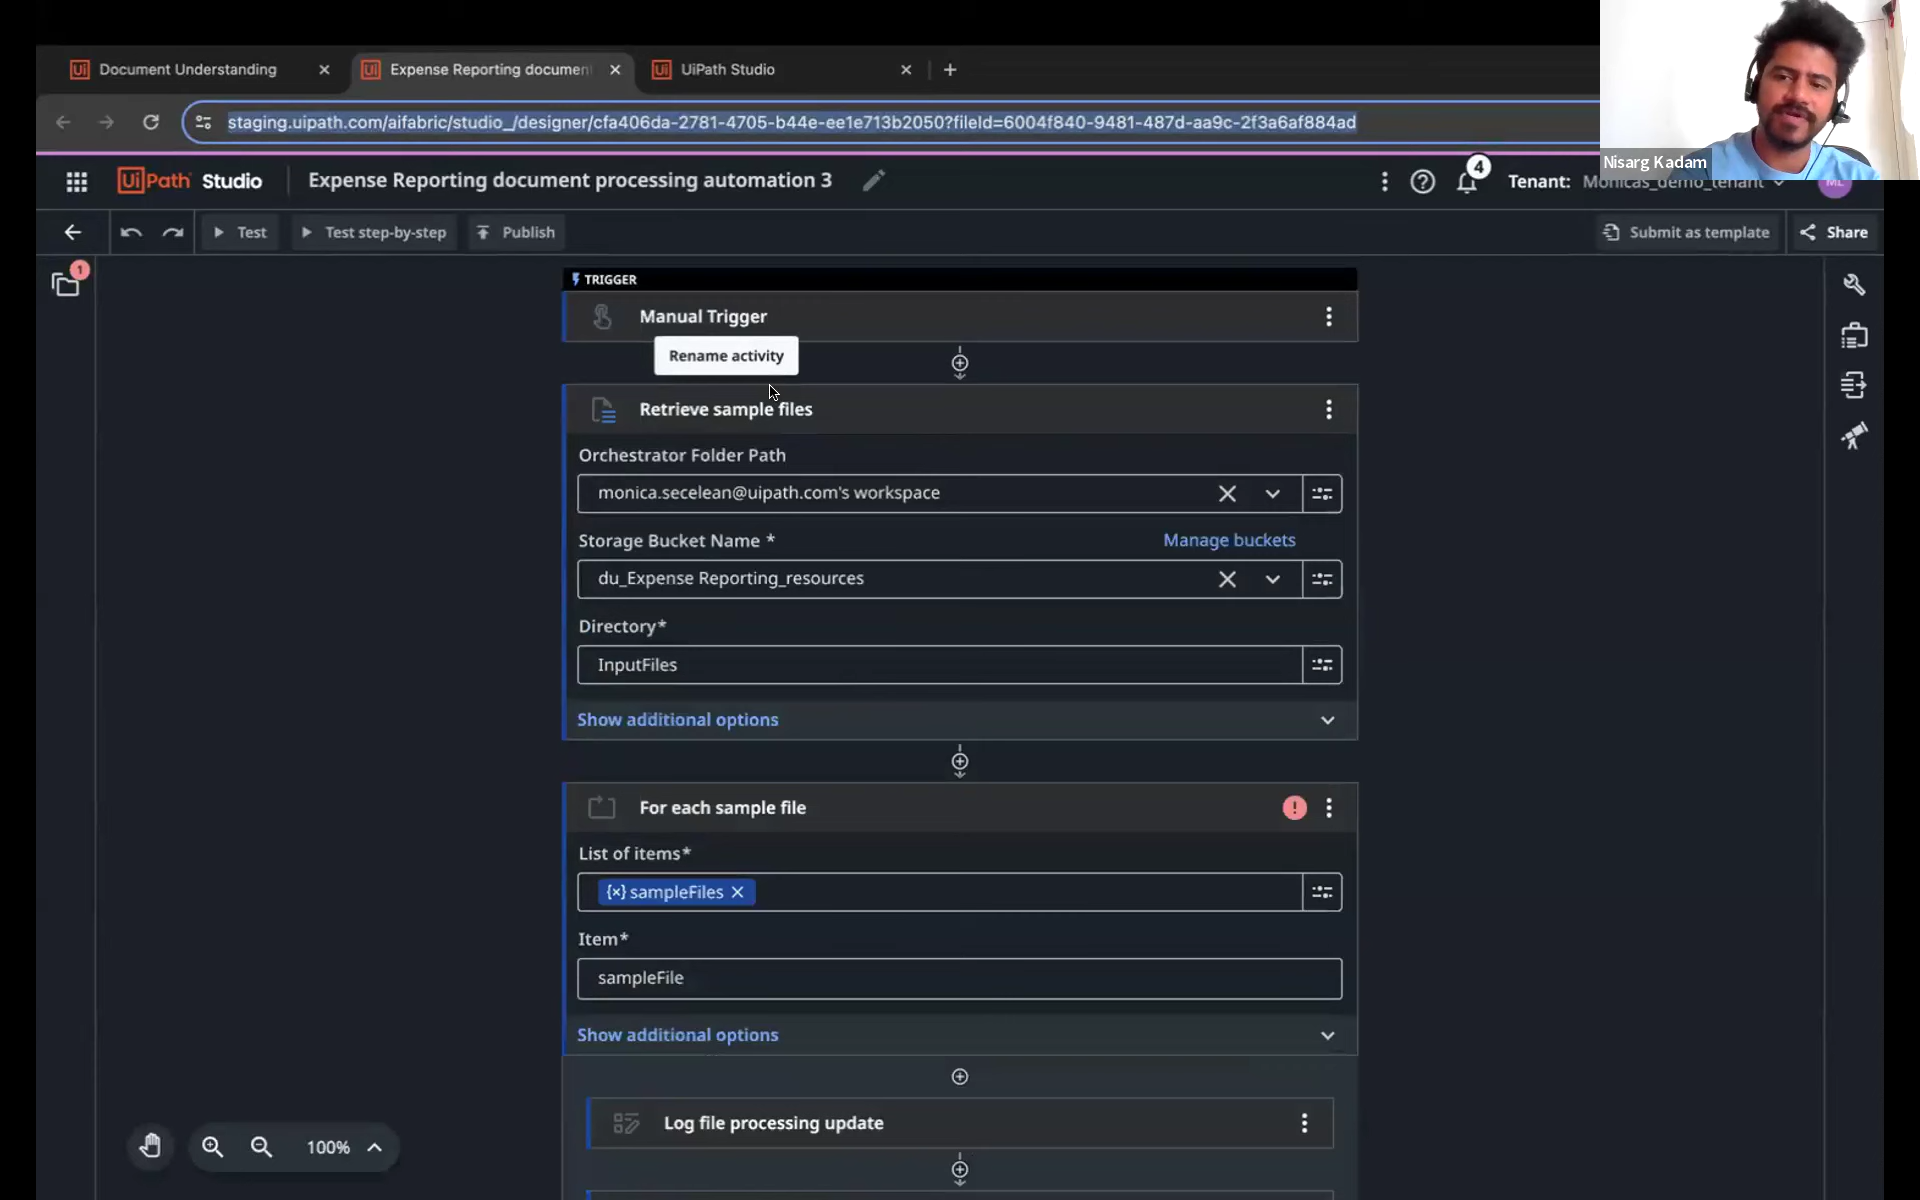 Document Understanding
Expense Reporting documen
UiPath Studio
staging.uipath.com/aifabric/studio_/designer/cfa406da-2781-4705-b44e-ee1e713b2050?fileId=6004f840-9481-487d-aa9c-2f3a6af884ad
Nisarg Kadam
UiPath Studio
Expense Reporting document processing automation 3
4
Tenant: Monicas_demo_tenant
ML
Test
Test step-by-step
Publish
Submit as template
Share
1
TRIGGER
Manual Trigger
Rename activity
Retrieve sample files
Orchestrator Folder Path
monica.secelean@uipath.com's workspace
Storage Bucket Name *
Manage buckets
du_Expense Reporting_resources
Directory*
InputFiles
Show additional options
For each sample file
List of items*
{×} sampleFiles
Item*
sampleFile
Show additional options
Log file processing update
100%